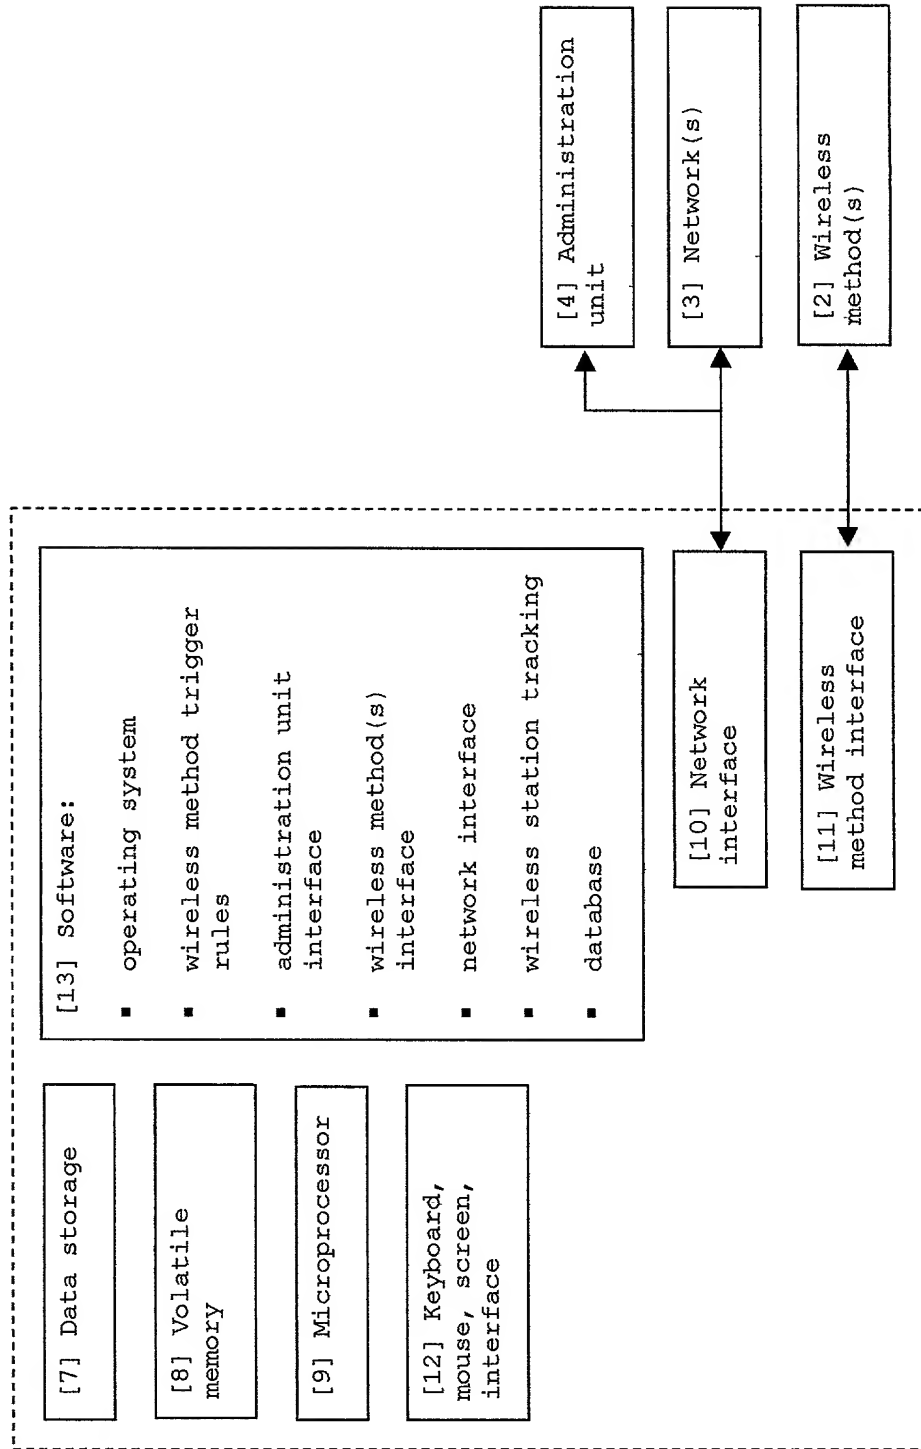 [7] Data storage
[8] Volatile
memory
[9] Microprocessor
[12] Keyboard,
mouse, screen,
interface
[13] Software:
▪ operating system
▪ wireless method trigger
rules
▪ administration unit
interface
▪ wireless method(s)
interface
▪ network interface
▪ wireless station tracking
▪ database
[10] Network
interface
[11] Wireless
method interface
[4] Administration
unit
[3] Network(s)
[2] Wireless
method(s)